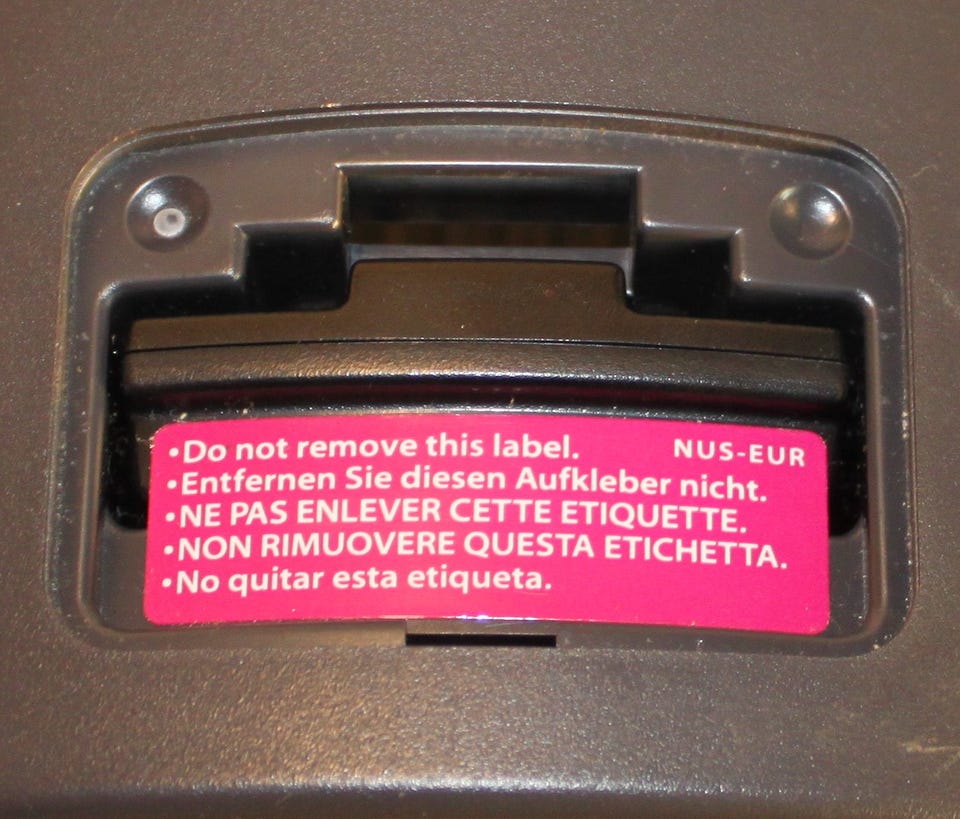 •Do not remove this label. NUS-EUR
•Entfernen Sie diesen Aufkleber nicht.
•NE PAS ENLEVER CETTE ETIQUETTE.
•NON RIMUOVERE QUESTA ETICHETTA.
•No quitar esta etiqueta.